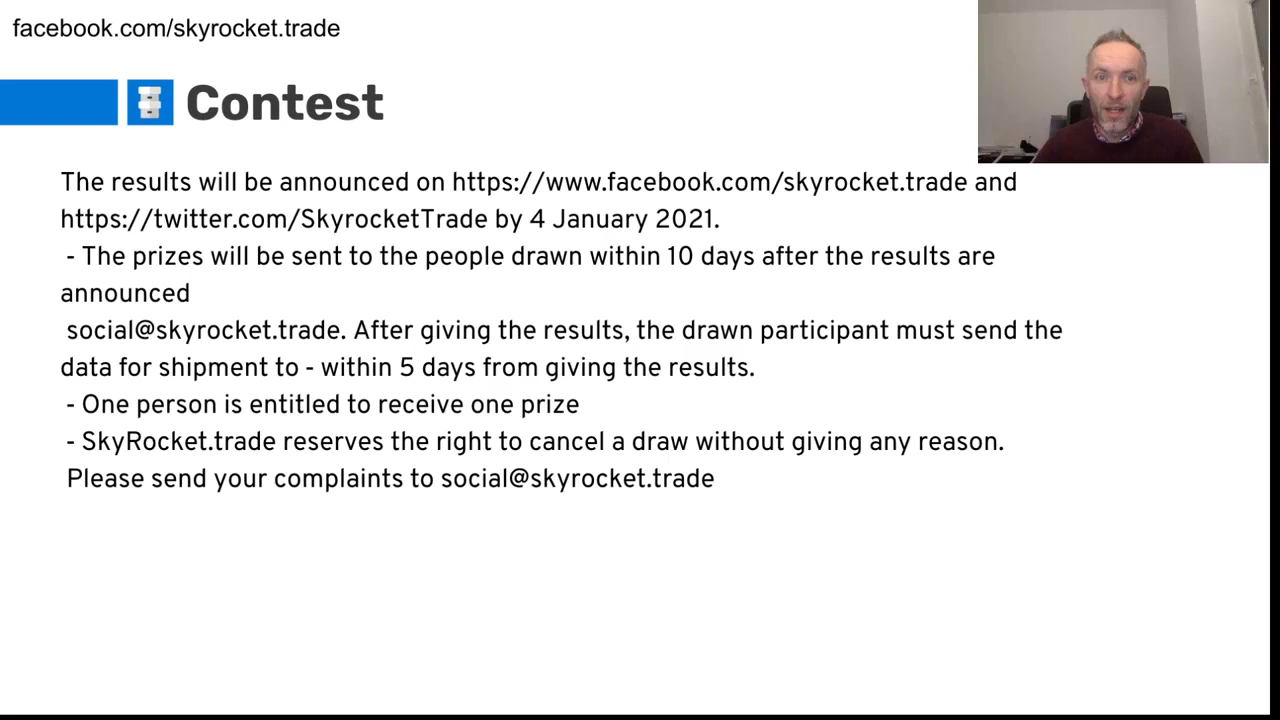 facebook.com/skyrocket.trade
Contest
The results will be announced on https://www.facebook.com/skyrocket.trade and
https://twitter.com/SkyrocketTrade by 4 January 2021.
- The prizes will be sent to the people drawn within 10 days after the results are
announced
social@skyrocket.trade. After giving the results, the drawn participant must send the
data for shipment to - within 5 days from giving the results.
- One person is entitled to receive one prize
- SkyRocket.trade reserves the right to cancel a draw without giving any reason.
Please send your complaints to social@skyrocket.trade